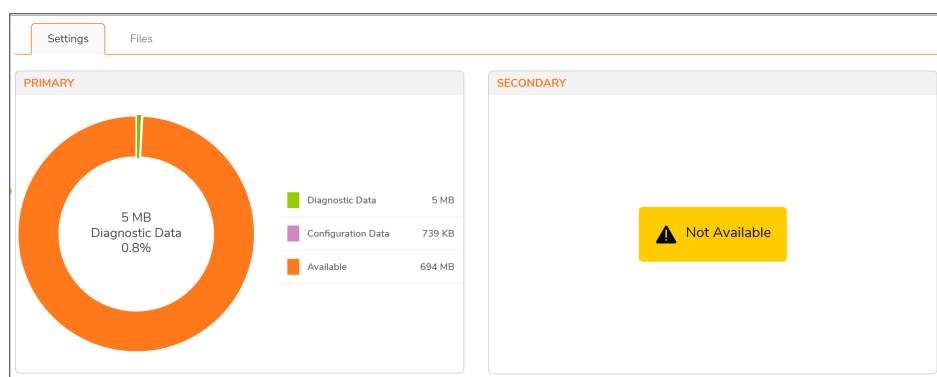 Settings
Files
PRIMARY
5 MB
Diagnostic Data
0.8%
Diagnostic Data 5 MB
Configuration Data 739 KB
Available 694 MB
SECONDARY
Not Available